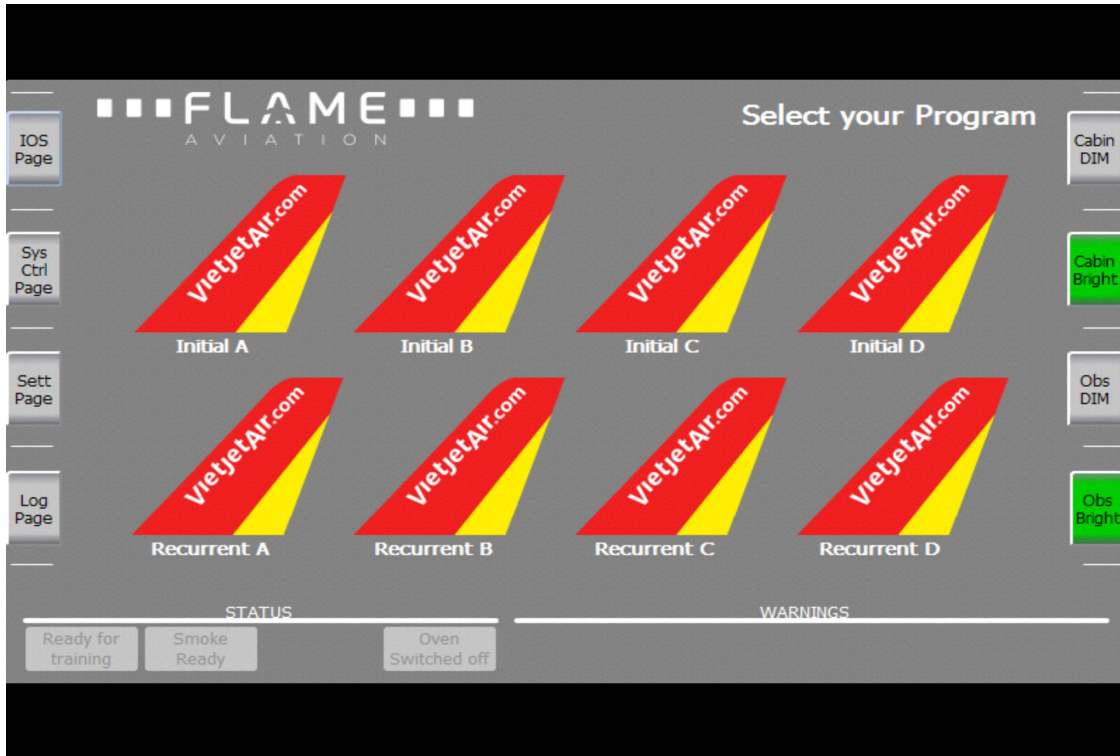 FLAME
AVIATION
Select your Program
IOS
Page
Sys
Ctrl
Page
Sett
Page
Log
Page
Cabin
DIM
Cabin
Bright
Obs
DIM
Obs
Bright
VietjetAir.com
VietjetAir.com
VietjetAir.com
VietjetAir.com
Initial A
Initial B
Initial C
Initial D
VietjetAir.com
VietjetAir.com
VietjetAir.com
VietjetAir.com
Recurrent A
Recurrent B
Recurrent C
Recurrent D
STATUS
WARNINGS
Ready for
training
Smoke
Ready
Oven
Switched off